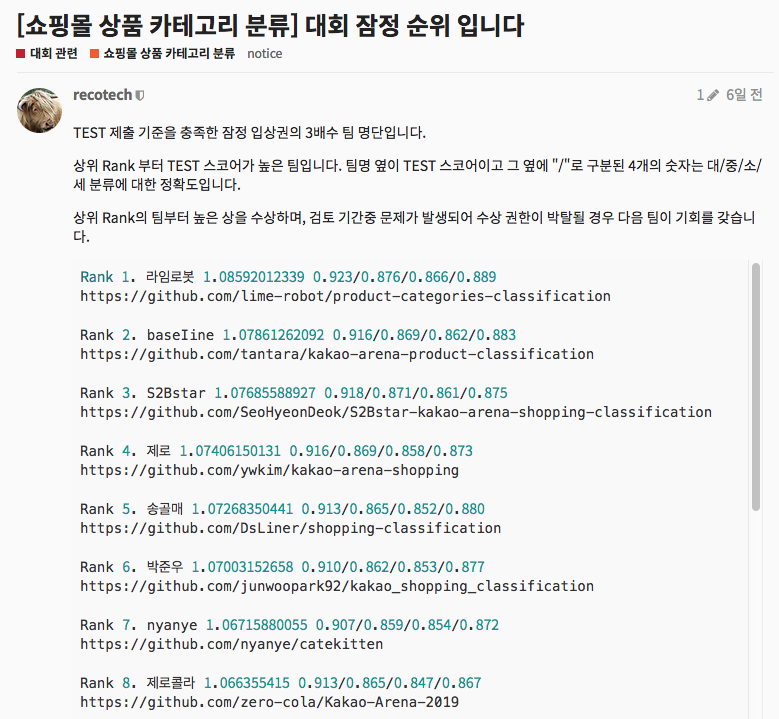 [쇼핑몰 상품 카테고리 분류] 대회 잠정 순위 입니다
대회 관련 쇼핑몰 상품 카테고리 분류 notice
recotech 1 6일 전
TEST 제출 기준을 충족한 잠정 입상권의 3배수 팀 명단입니다.
상위 Rank 부터 TEST 스코어가 높은 팀입니다. 팀명 옆이 TEST 스코어이고 그 옆에 "/"로 구분된 4개의 숫자는 대/중/소/
세 분류에 대한 정확도입니다.
상위 Rank의 팀부터 높은 상을 수상하며, 검토 기간중 문제가 발생되어 수상 권한이 박탈될 경우 다음 팀이 기회를 갖습니
다.
Rank 1. 라임로봇 1.08592012339 0.923/0.876/0.866/0.889
https://github.com/lime-robot/product-categories-classification
Rank 2. baseIine 1.07861262092 0.916/0.869/0.862/0.883
https://github.com/tantara/kakao-arena-product-classification
Rank 3. S2Bstar 1.07685588927 0.918/0.871/0.861/0.875
https://github.com/SeoHyeonDeok/S2Bstar-kakao-arena-shopping-classification
Rank 4. 제로 1.07406150131 0.916/0.869/0.858/0.873
https://github.com/ywkim/kakao-arena-shopping
Rank 5. 송골매 1.07268350441 0.913/0.865/0.852/0.880
https://github.com/DsLiner/shopping-classification
Rank 6. 박준우 1.07003152658 0.910/0.862/0.853/0.877
https://github.com/junwoopark92/kakao_shopping_classification
Rank 7. nyanye 1.06715880055 0.907/0.859/0.854/0.872
https://github.com/nyanye/catekitten
Rank 8. 제로콜라 1.066355415 0.913/0.865/0.847/0.867
https://github.com/zero-cola/Kakao-Arena-2019